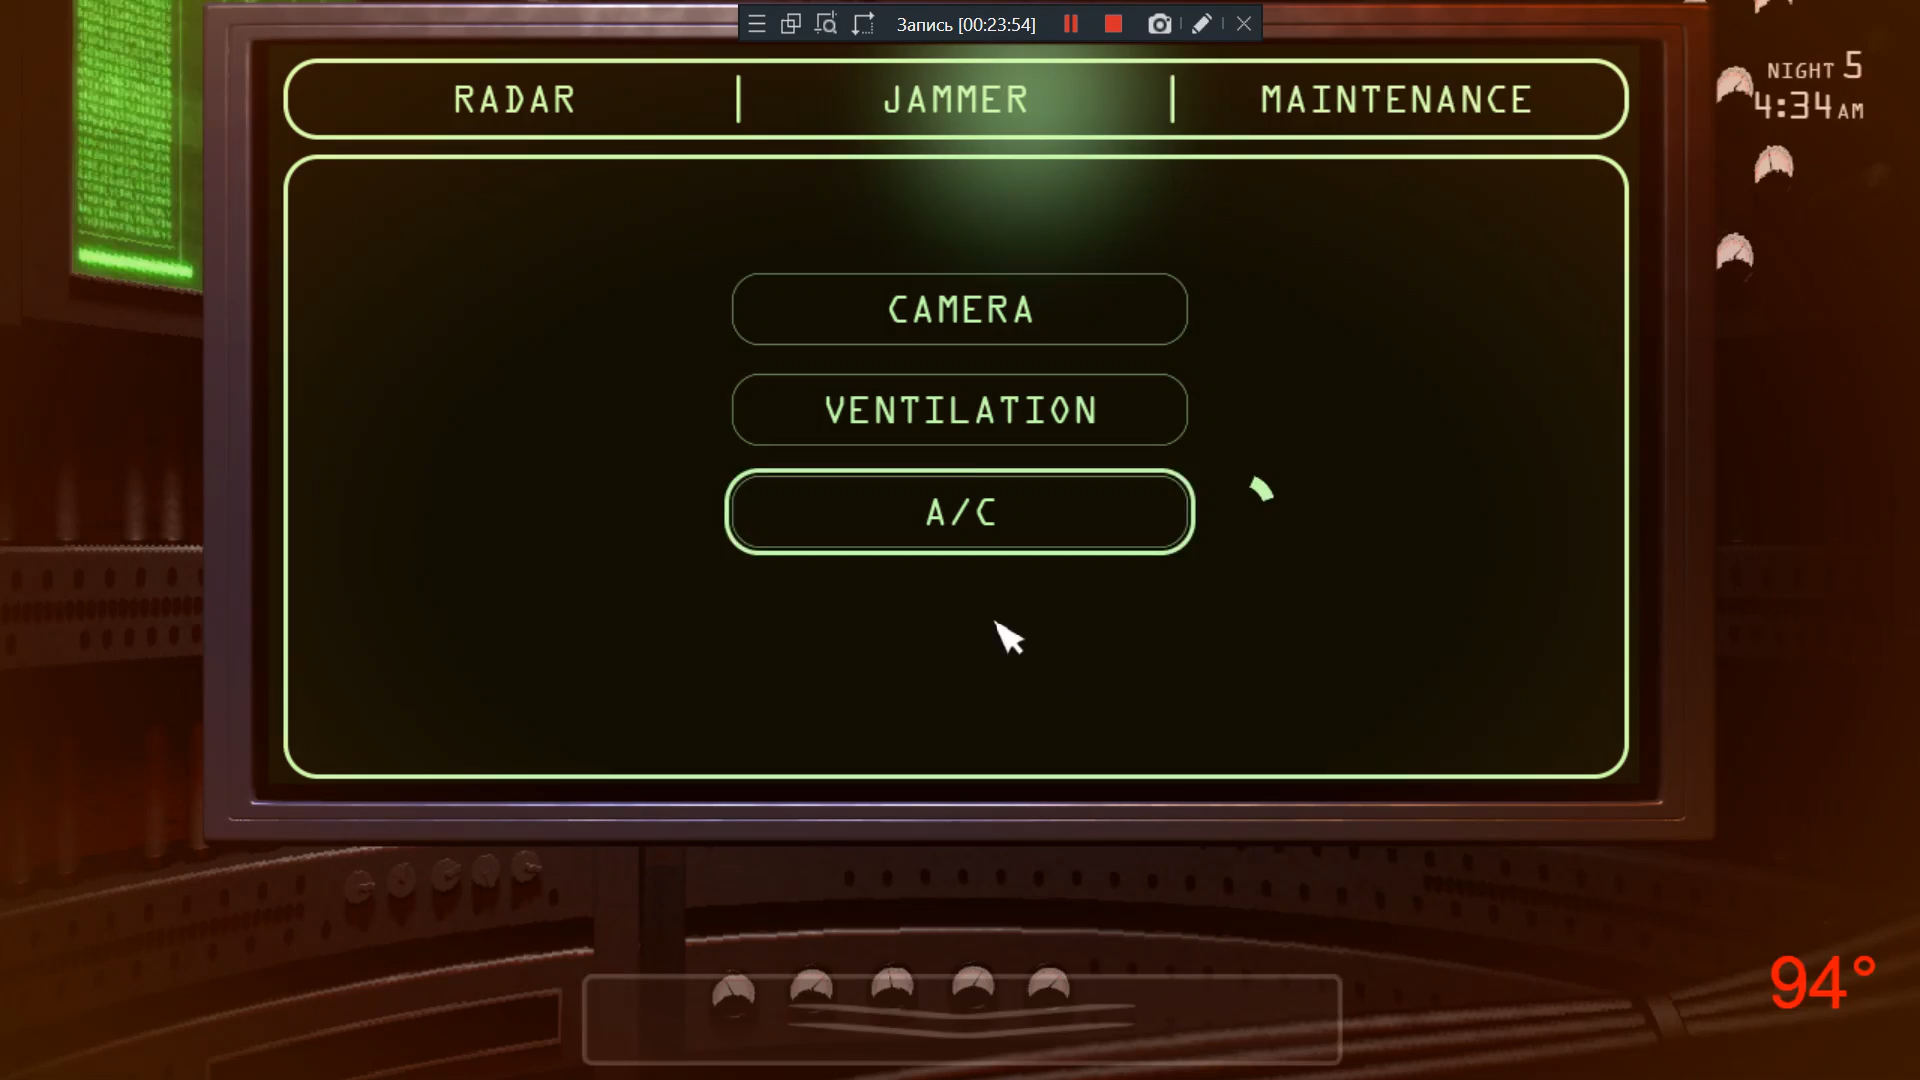 Запись [00:23:54]
NIGHT 5
4:34 AM
RADAR | JAMMER | MAINTENANCE
CAMERA
VENTILATION
A/C
94°